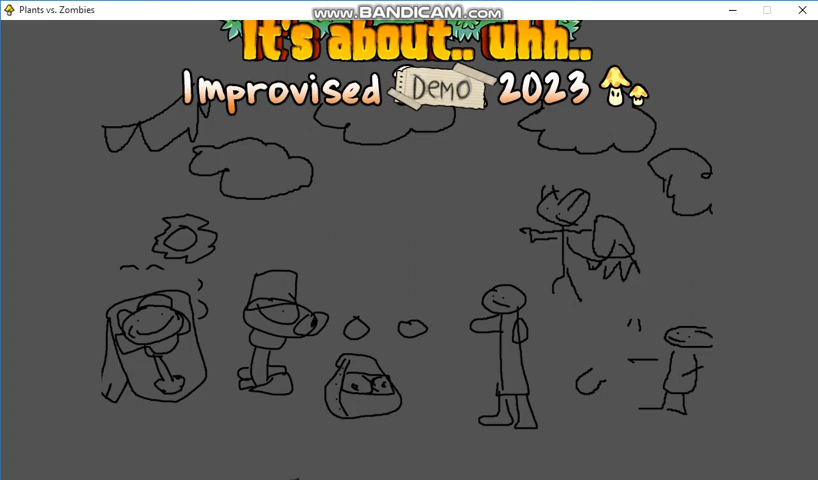 Plants vs. Zombies
www.BANDICAM.com
It's about.. uhh..
Improvised Demo 2023